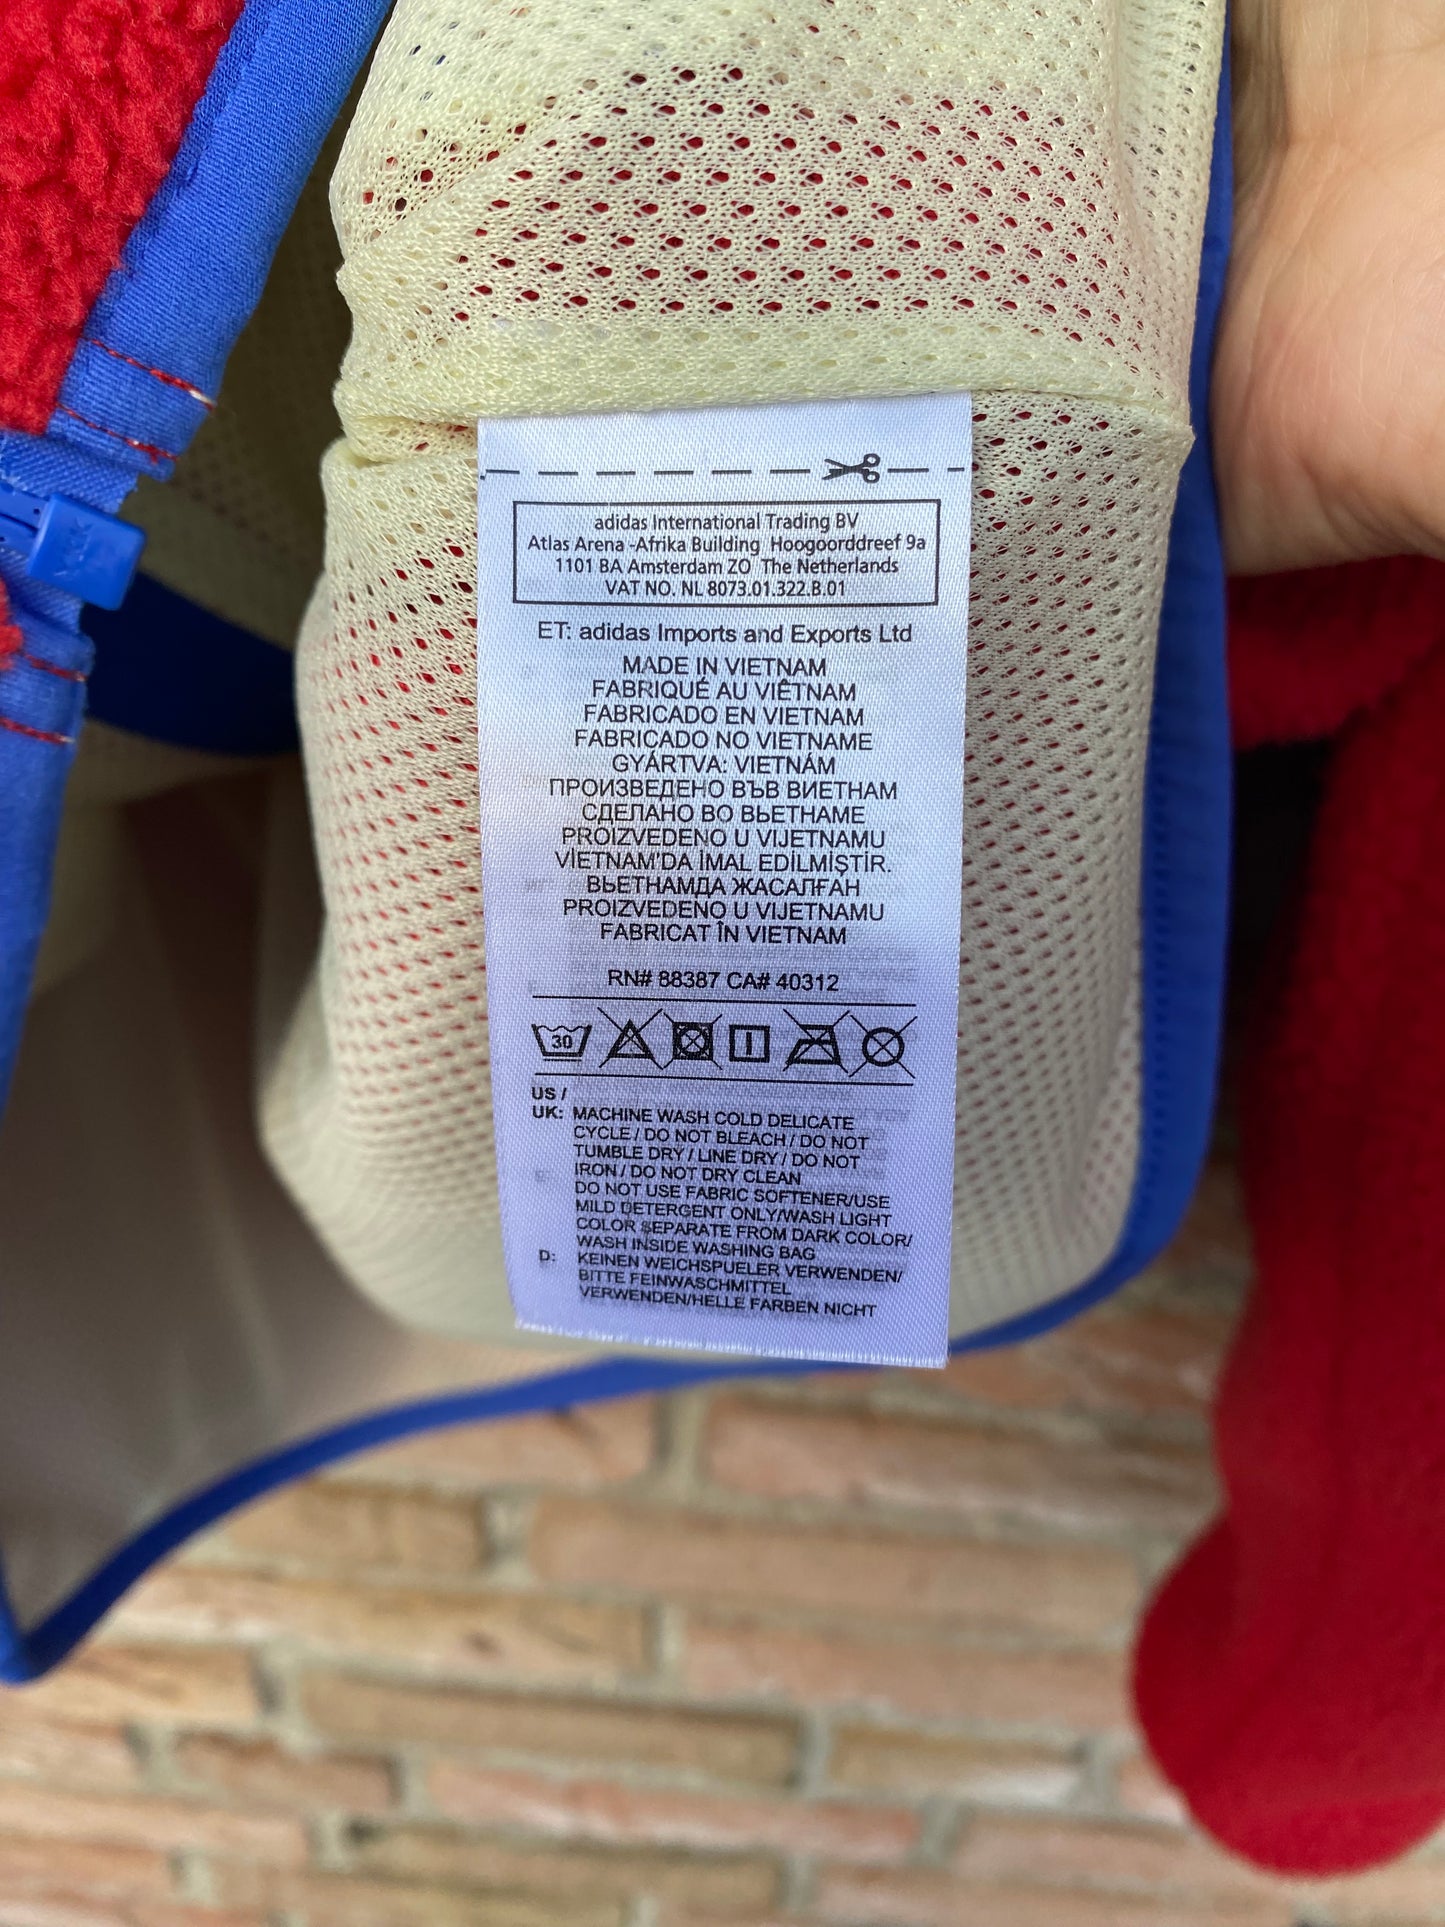 adidas International Trading BV
Atlas Arena -Afrika Building Hoogoorddreef 9a
1101 BA Amsterdam ZO The Netherlands
VAT NO. NL 8073.01.322.B.01
ET: adidas Imports and Exports Ltd
MADE IN VIETNAM
FABRIQUÉ AU VIÊTNAM
FABRICADO EN VIETNAM
FABRICADO NO VIETNAME
GYÁRTVA: VIETNÁM
ПРОИЗВЕДЕНО ВЪВ ВИЕТНАМ
СДЕЛАНО ВО ВЬЕТНАМЕ
PROIZVEDENO U VIJETNAMU
VİETNAM'DA İMAL EDİLMİŞTİR.
ВЬЕТНАМДА ЖАСАЛҒАН
PROIZVEDENO U VIJETNAMU
FABRICAT ÎN VIETNAM
RN# 88387 CA# 40312
30
US /
UK: MACHINE WASH COLD DELICATE
CYCLE / DO NOT BLEACH / DO NOT
TUMBLE DRY / LINE DRY / DO NOT
IRON / DO NOT DRY CLEAN
DO NOT USE FABRIC SOFTENER/USE
MILD DETERGENT ONLY/WASH LIGHT
COLOR SEPARATE FROM DARK COLOR/
WASH INSIDE WASHING BAG
D: KEINEN WEICHSPUELER VERWENDEN/
BITTE FEINWASCHMITTEL
VERWENDEN/HELLE FARBEN NICHT